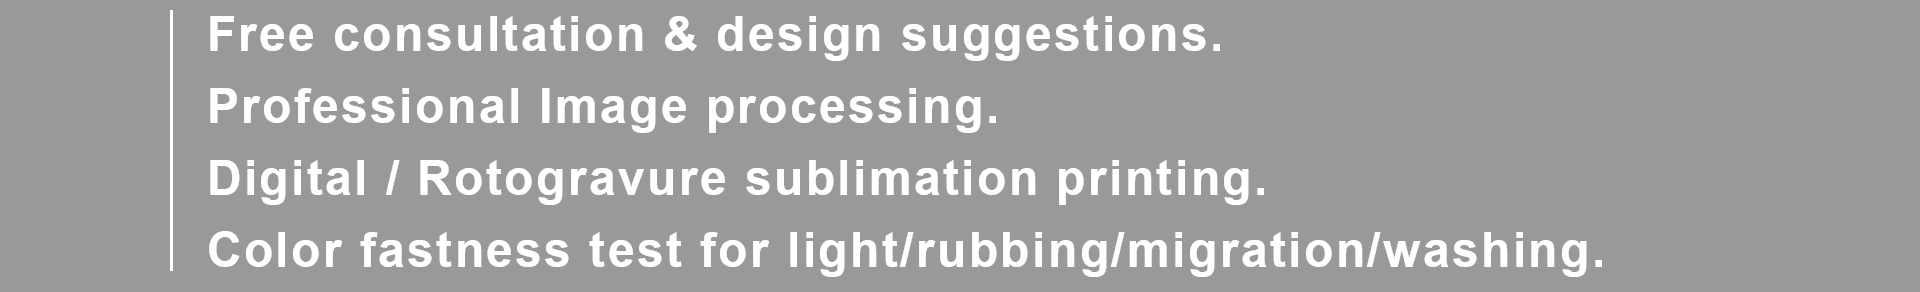 Free consultation & design suggestions.
Professional Image processing.
Digital / Rotogravure sublimation printing.
Color fastness test for light/rubbing/migration/washing.